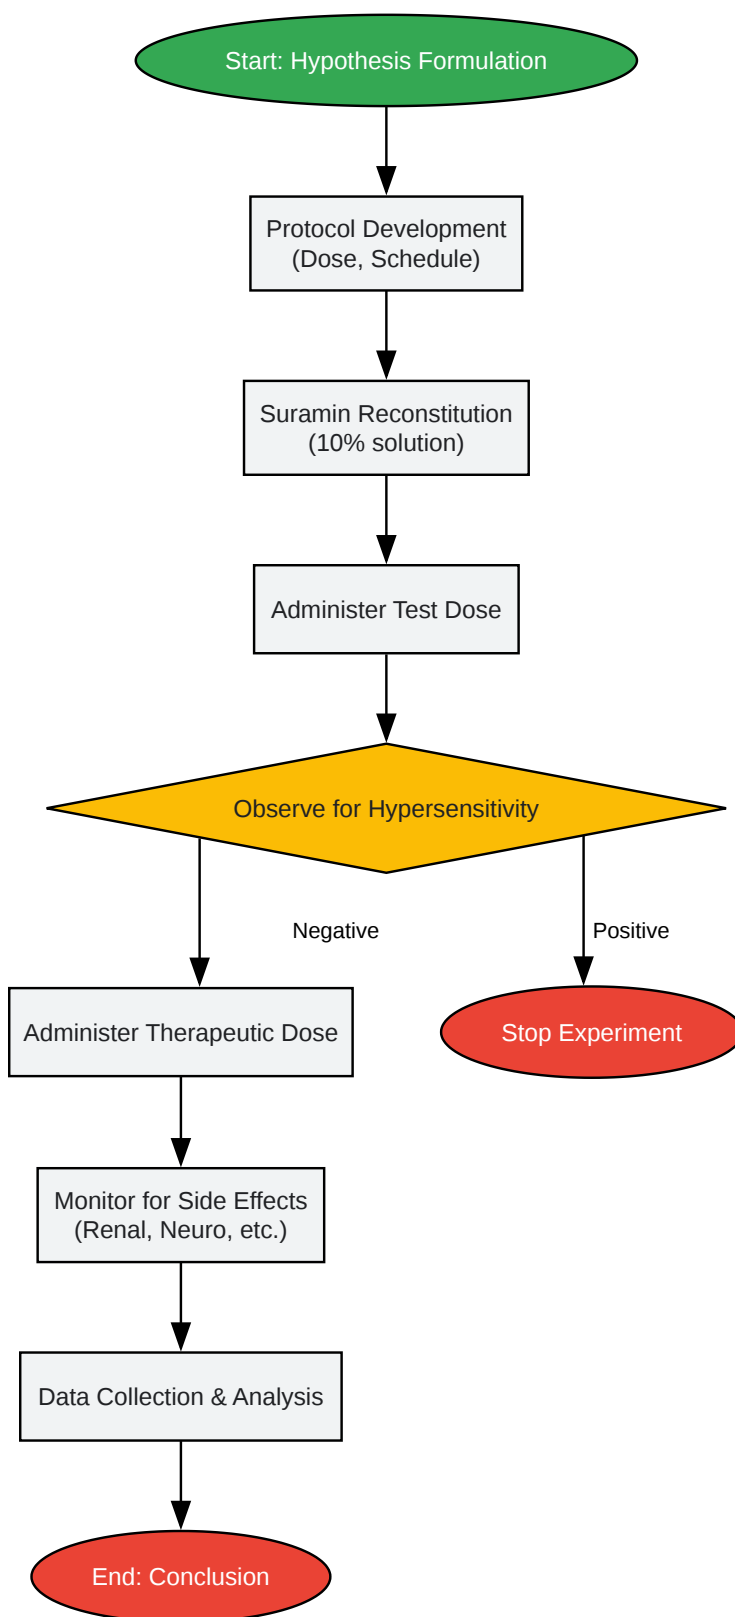 Start: Hypothesis Formulation
Protocol Development
(Dose, Schedule)
Suramin Reconstitution
(10% solution)
Administer Test Dose
Observe for Hypersensitivity
Negative
Positive
Administer Therapeutic Dose
Stop Experiment
Monitor for Side Effects
(Renal, Neuro, etc.)
Data Collection & Analysis
End: Conclusion